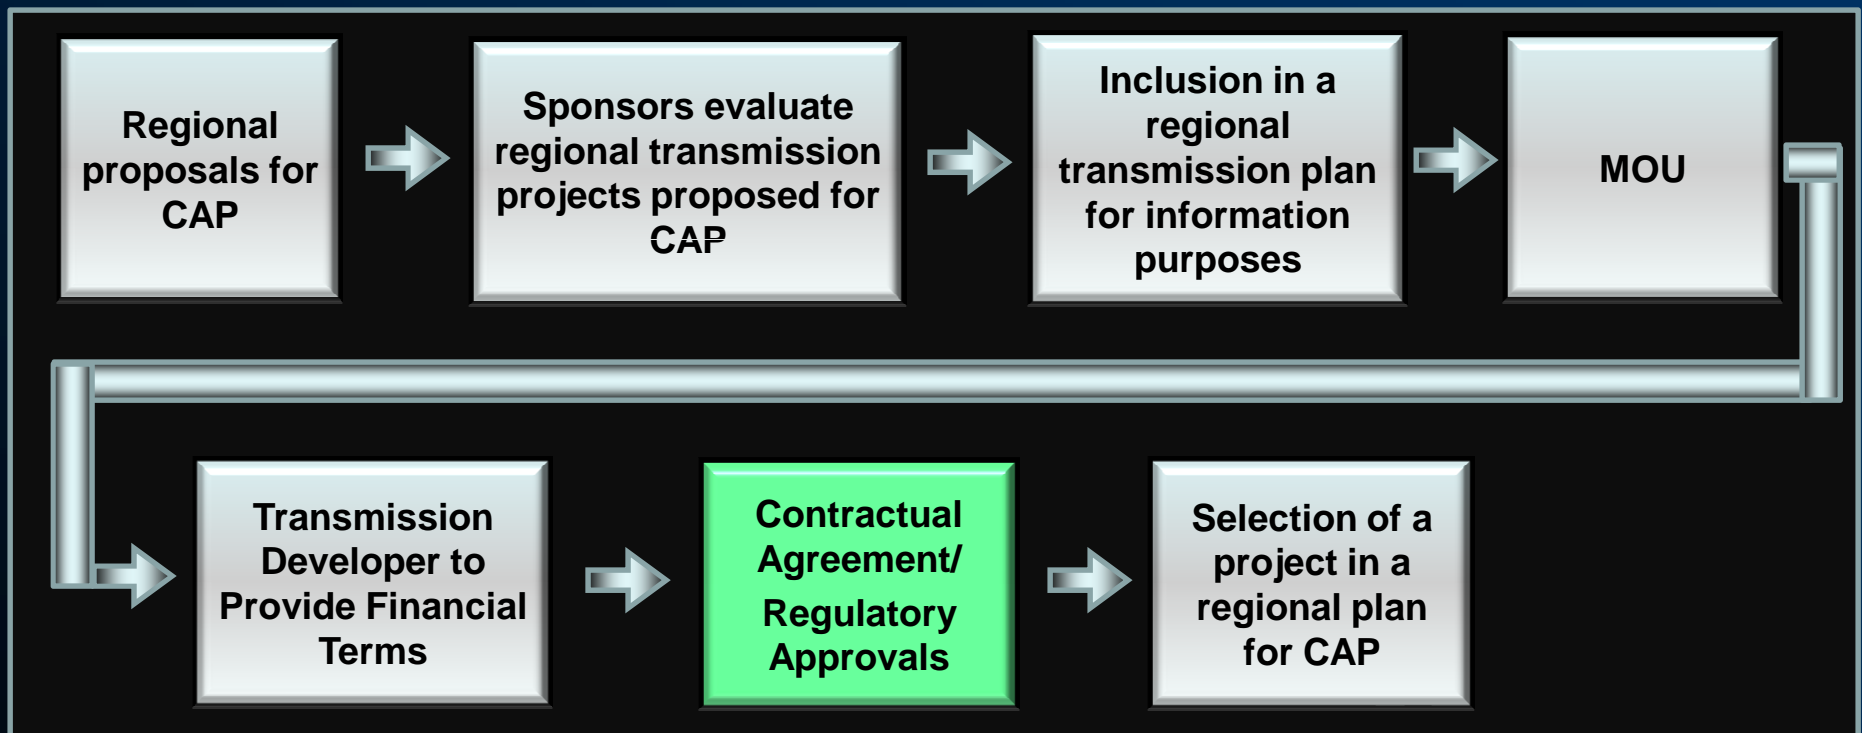 Regional
proposals for
CAP
Sponsors evaluate
regional transmission
projects proposed for
CAP
Inclusion in a
regional
transmission plan
for information
purposes
MOU
Transmission
Developer to
Provide Financial
Terms
Contractual
Agreement/
Regulatory
Approvals
Selection of a
project in a
regional plan
for CAP